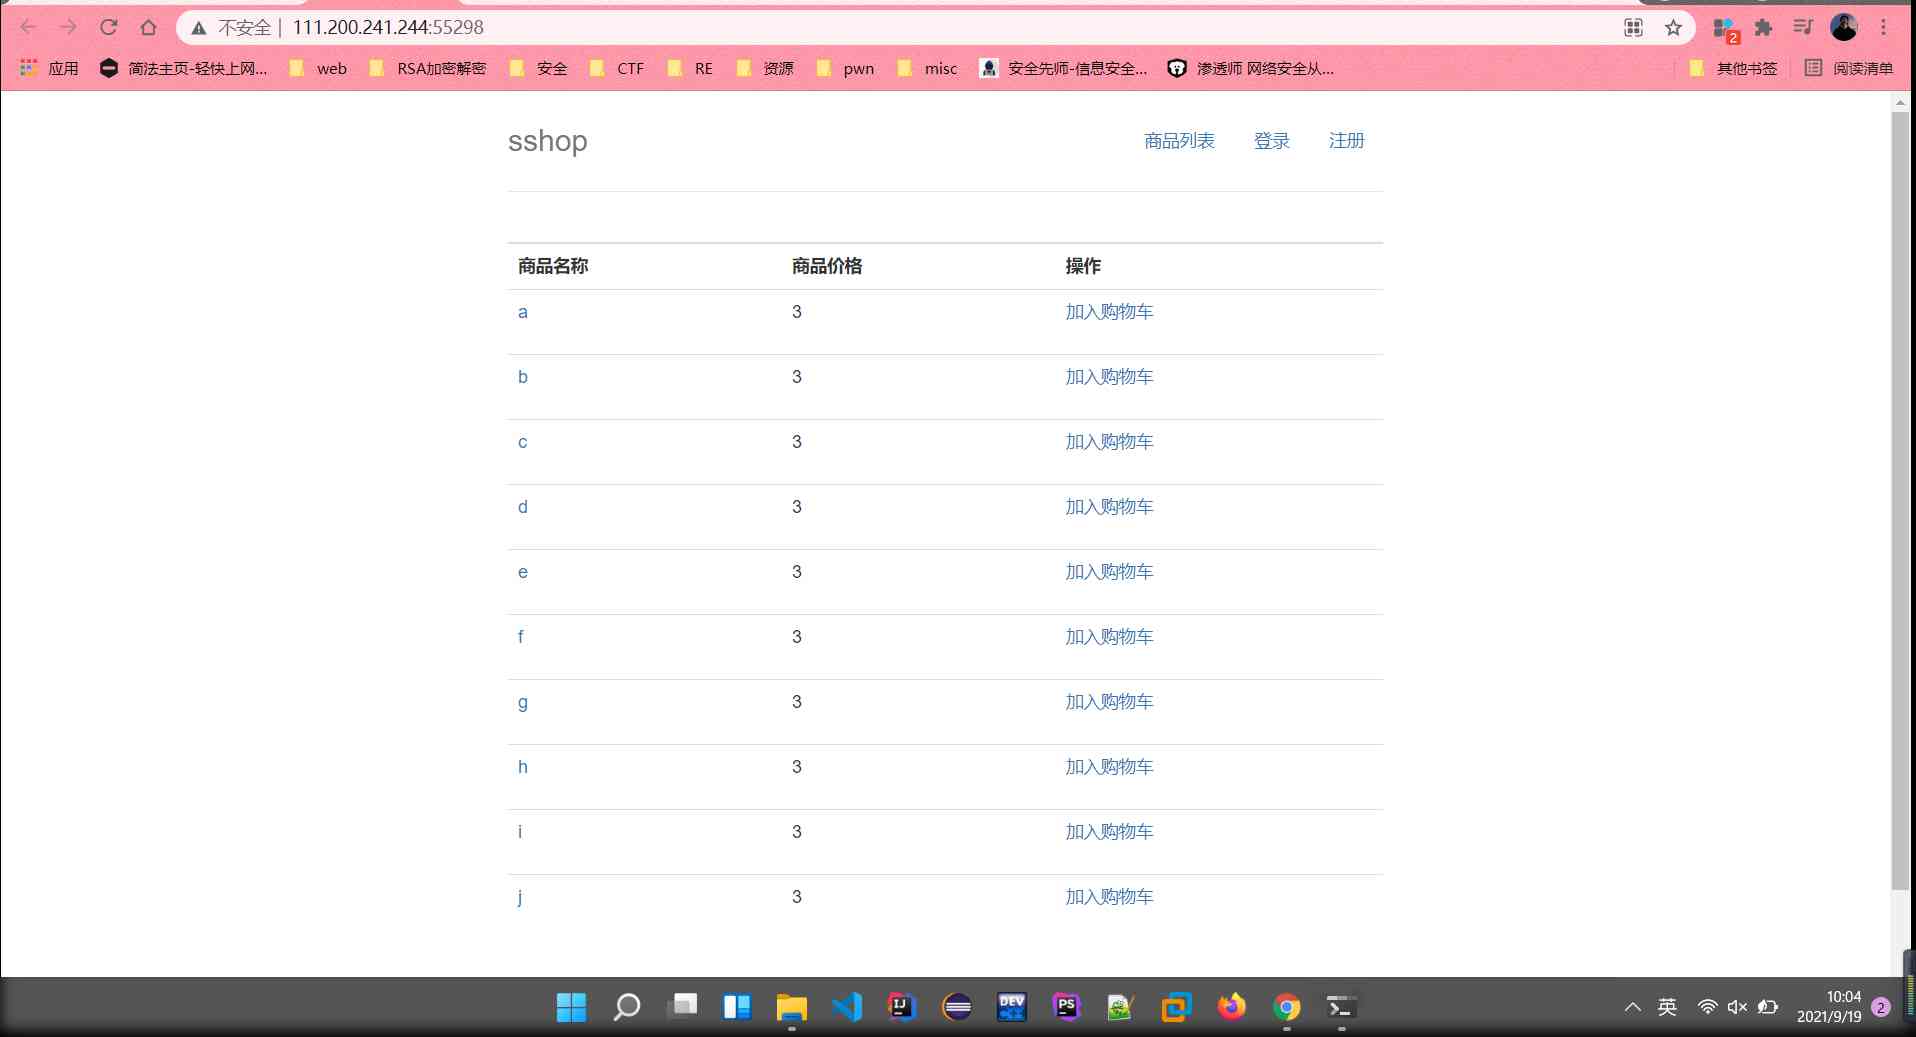 不安全 | 111.200.241.244:55298
2
应用 简法主页-轻快上网... web RSA加密解密 安全 CTF RE 资源 pwn misc 安全先师-信息安全... 渗透师 网络安全从... 其他书签 阅读清单
sshop 商品列表 登录 注册
商品名称 商品价格 操作
a 3 加入购物车
b 3 加入购物车
c 3 加入购物车
d 3 加入购物车
e 3 加入购物车
f 3 加入购物车
g 3 加入购物车
h 3 加入购物车
i 3 加入购物车
j 3 加入购物车
IJ DEV C++ PS 英 10:04
2021/9/19 2